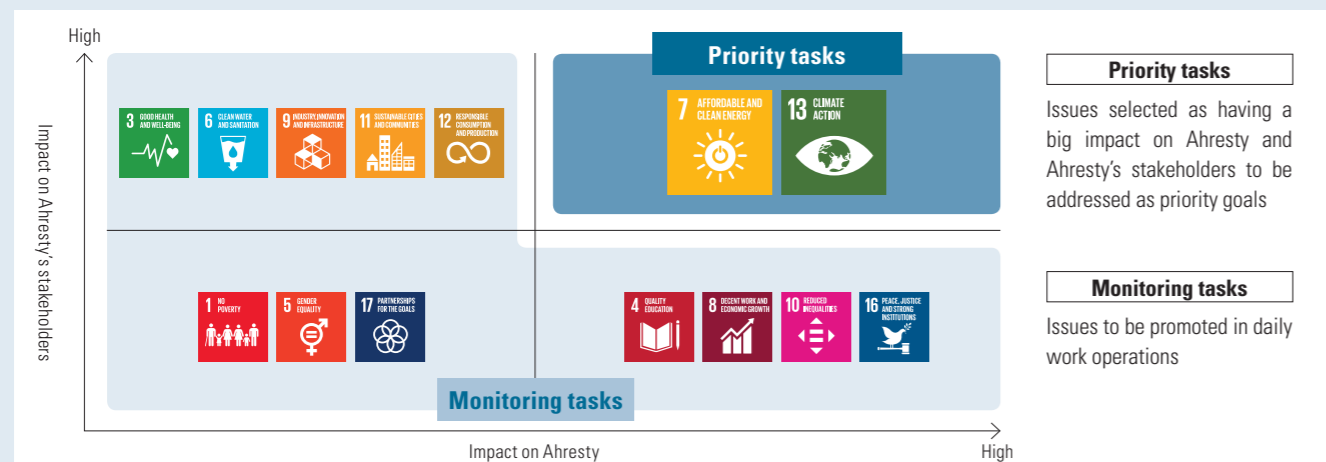 High
Impact on Ahresty's stakeholders
Priority tasks
3 GOOD HEALTH
AND WELL-BEING
6 CLEAN WATER
AND SANITATION
9 INDUSTRY, INNOVATION
AND INFRASTRUCTURE
11 SUSTAINABLE CITIES
AND COMMUNITIES
12 RESPONSIBLE
CONSUMPTION
AND PRODUCTION
7 AFFORDABLE AND
CLEAN ENERGY
13 CLIMATE
ACTION
1 NO
POVERTY
5 GENDER
EQUALITY
17 PARTNERSHIPS
FOR THE GOALS
4 QUALITY
EDUCATION
8 DECENT WORK AND
ECONOMIC GROWTH
10 REDUCED
INEQUALITIES
16 PEACE, JUSTICE
AND STRONG
INSTITUTIONS
Monitoring tasks
Impact on Ahresty
High
Priority tasks
Issues selected as having a
big impact on Ahresty and
Ahresty's stakeholders to be
addressed as priority goals
Monitoring tasks
Issues to be promoted in daily
work operations